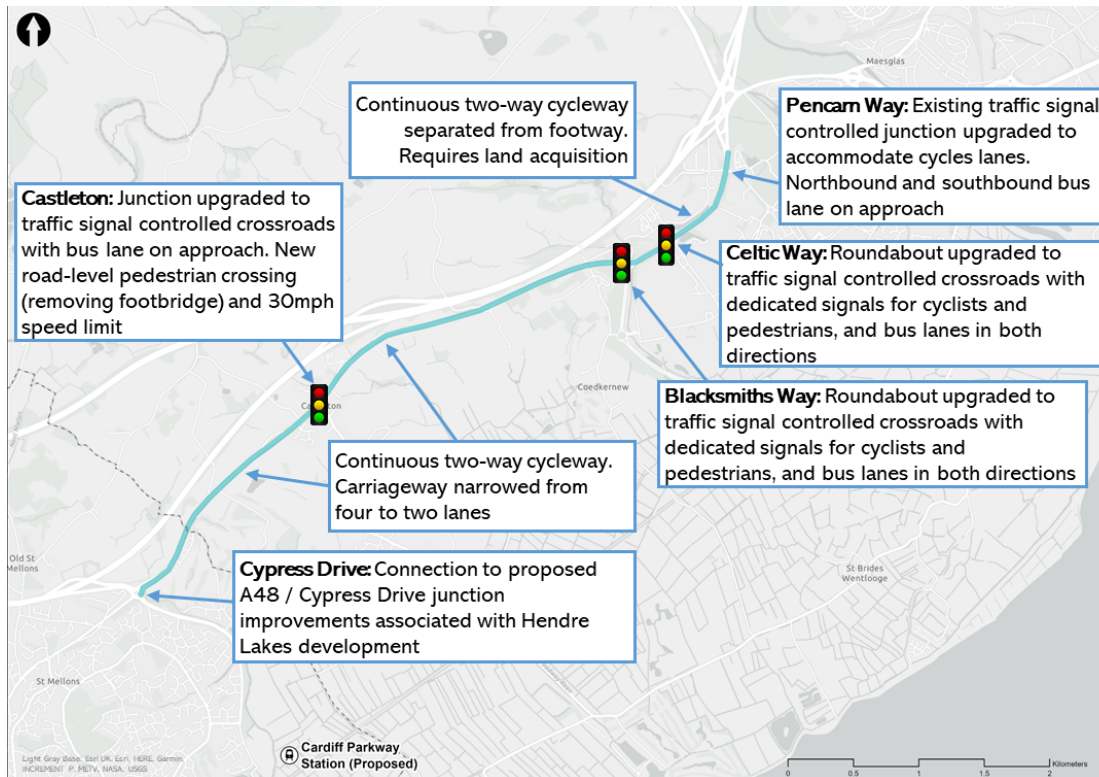 Maesglas
Continuous two-way cycleway
separated from footway.
Requires land acquisition
Pencarn Way: Existing traffic signal
controlled junction upgraded to
accommodate cycles lanes.
Northbound and southbound bus
lane on approach
Castleton: Junction upgraded to
traffic signal controlled crossroads
with bus lane on approach. New
road-level pedestrian crossing
(removing footbridge) and 30mph
speed limit
Celtic Way: Roundabout upgraded to
traffic signal controlled crossroads with
dedicated signals for cyclists and
pedestrians, and bus lanes in both
directions
Coedkernew
Blacksmiths Way: Roundabout upgraded to
traffic signal controlled crossroads with
dedicated signals for cyclists and
pedestrians, and bus lanes in both directions
Continuous two-way cycleway.
Carriageway narrowed from
four to two lanes
Old St
Mellons
Cypress Drive: Connection to proposed
A48 / Cypress Drive junction
improvements associated with Hendre
Lakes development
St Brides
Wentlooge
St Mellons
Cardiff Parkway
Station (Proposed)
Light Gray Base: Esri UK, Esri, HERE, Garmin,
INCREMENT P, METI/, NASA, USGS
Kilometers
0 0.5 1 1.5 2